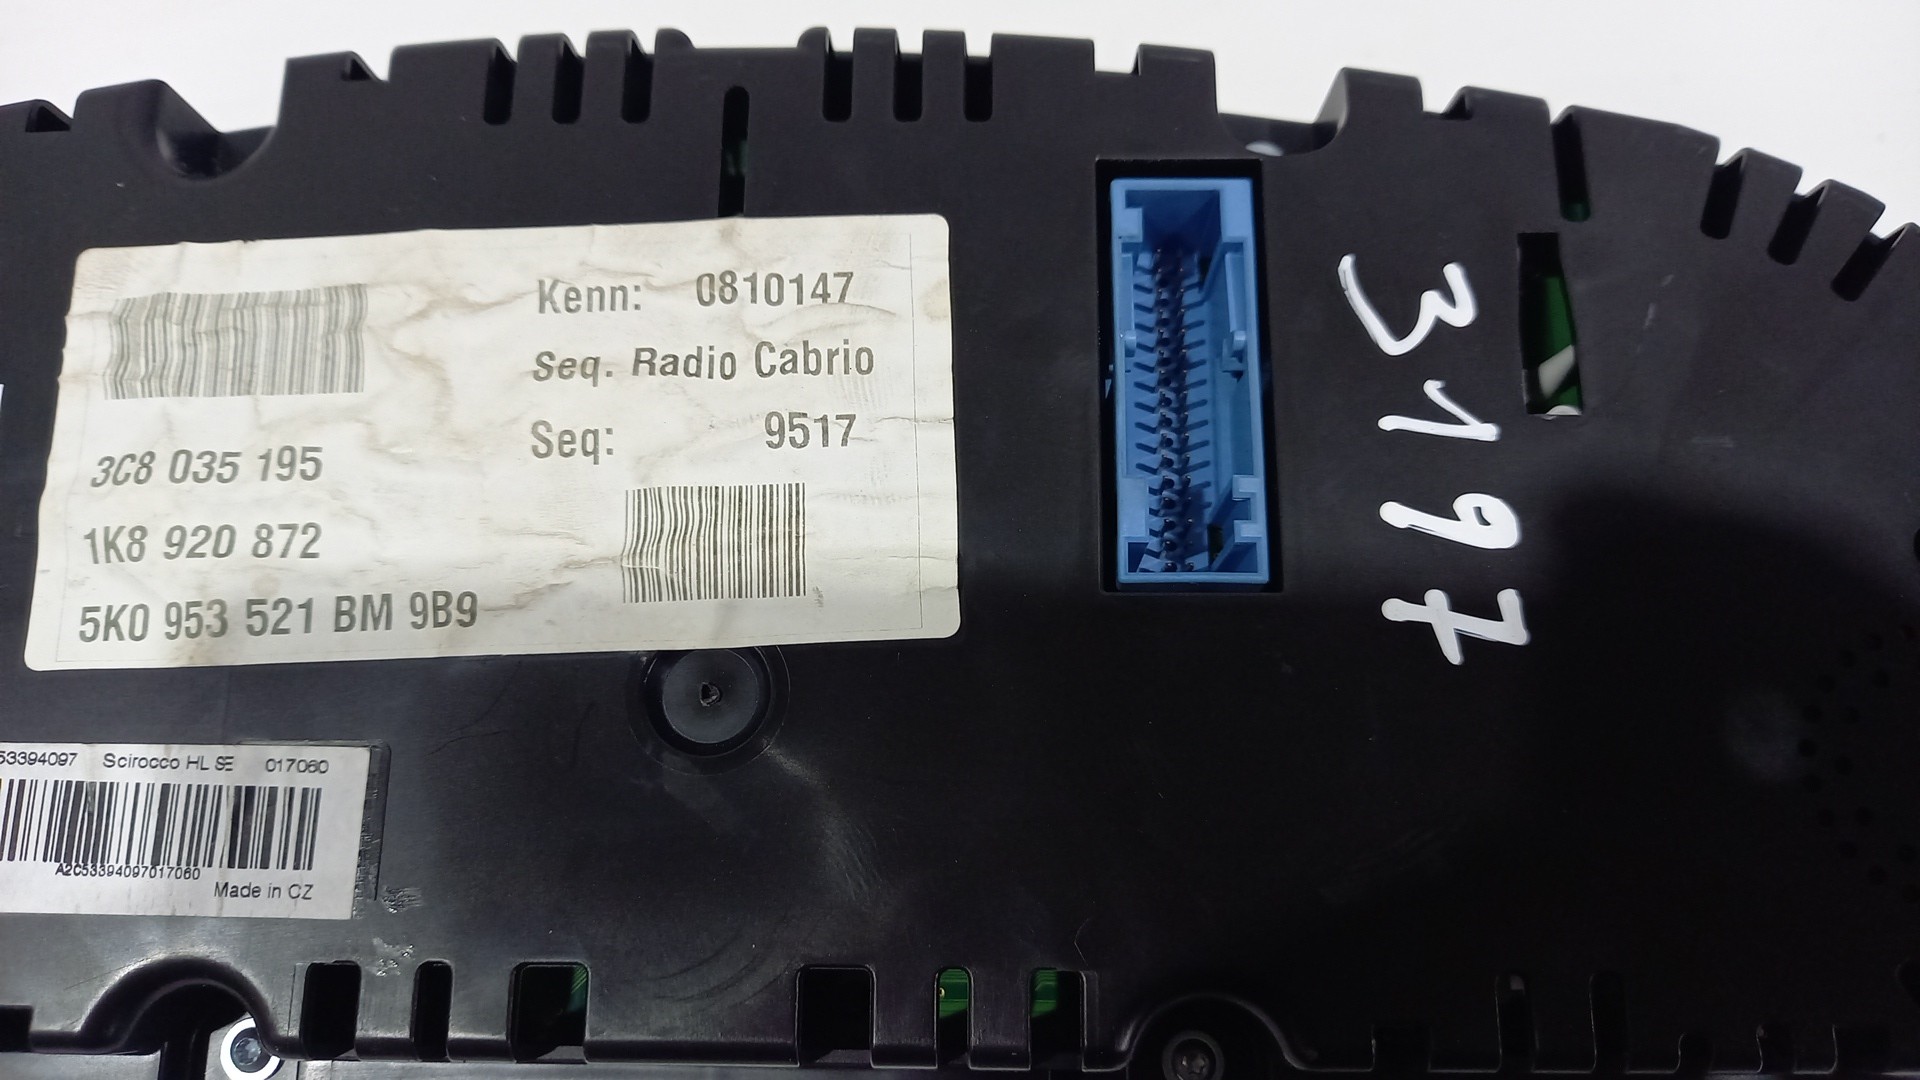 Kenn: 0810147
Seq. Radio Cabrio
Seq: 9517
3C8 035 195
1K8 920 872
5K0 953 521 BM 9B9
3197
53394097 Scirocco HL SE 017060
A2C53394097017060
Made in CZ